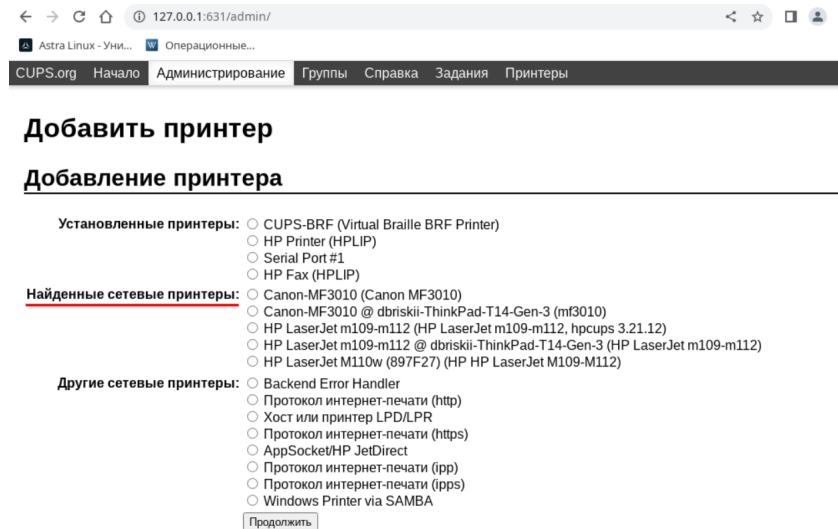 127.0.0.1:631/admin/
Astra Linux - Уни... Операционные...
CUPS.org Начало Администрирование Группы Справка Задания Принтеры
Добавить принтер
Добавление принтера
Установленные принтеры: CUPS-BRF (Virtual Braille BRF Printer)
HP Printer (HPLIP)
Serial Port #1
HP Fax (HPLIP)
Найденные сетевые принтеры: Canon-MF3010 (Canon MF3010)
Canon-MF3010 @ dbriskii-ThinkPad-T14-Gen-3 (mf3010)
HP LaserJet m109-m112 (HP LaserJet m109-m112, hpcups 3.21.12)
HP LaserJet m109-m112 @ dbriskii-ThinkPad-T14-Gen-3 (HP LaserJet m109-m112)
HP LaserJet M110w (897F27) (HP HP LaserJet M109-M112)
Другие сетевые принтеры: Backend Error Handler
Протокол интернет-печати (http)
Хост или принтер LPD/LPR
Протокол интернет-печати (https)
AppSocket/HP JetDirect
Протокол интернет-печати (ipp)
Протокол интернет-печати (ipps)
Windows Printer via SAMBA
Продолжить